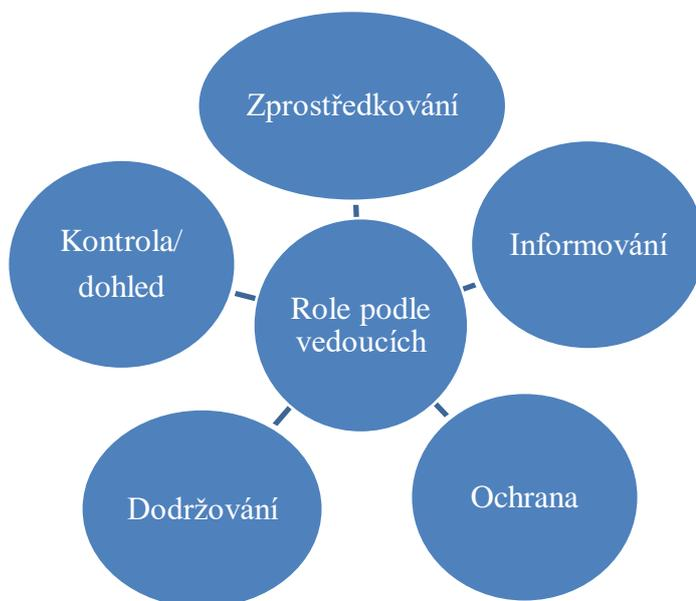 Zprostředkování
Informování
Kontrola/
dohled
Role podle
vedoucích
Ochrana
Dodržování